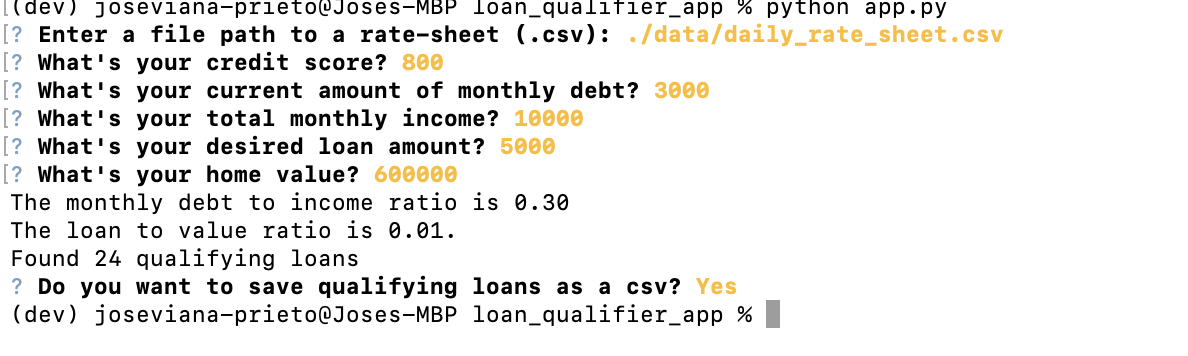 [(dev) joseviana-prieto@Joses-MBP loan_qualifier_app % python app.py
[? Enter a file path to a rate-sheet (.csv): ./data/daily_rate_sheet.csv
[? What's your credit score? 800
[? What's your current amount of monthly debt? 3000
[? What's your total monthly income? 10000
[? What's your desired loan amount? 5000
[? What's your home value? 600000
The monthly debt to income ratio is 0.30
The loan to value ratio is 0.01.
Found 24 qualifying loans
? Do you want to save qualifying loans as a csv? Yes
(dev) joseviana-prieto@Joses-MBP loan_qualifier_app %